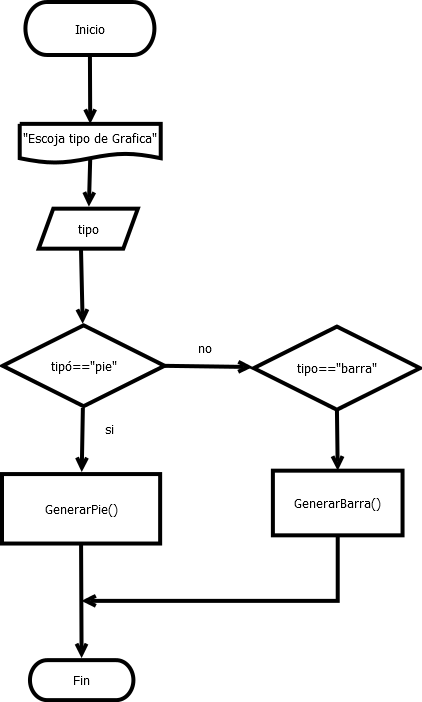 Inicio
"Escoja tipo de Grafica"
tipo
tipó=="pie"
no
tipo=="barra"
si
GenerarPie()
GenerarBarra()
Fin